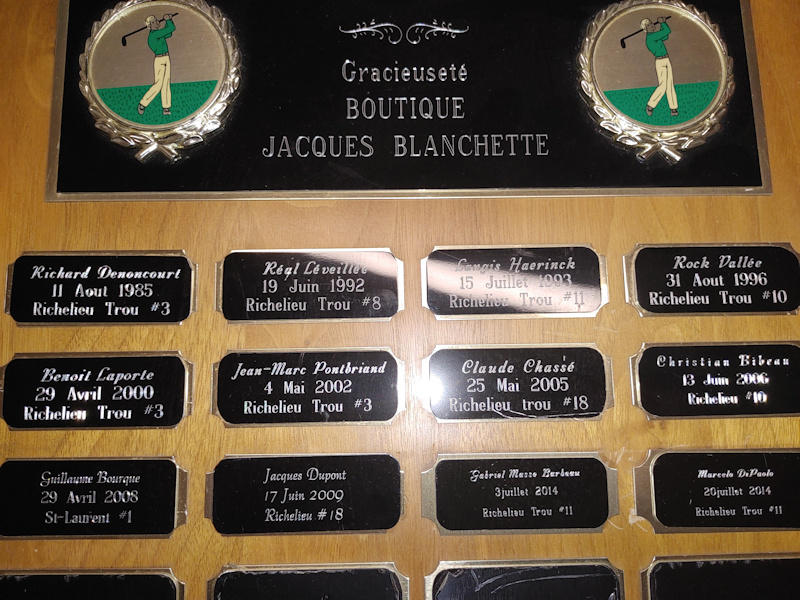 Gracieuseté
BOUTIQUE
JACQUES BLANCHETTE
Richard Denoncourt
11 Aout 1985
Richelieu Trou #3
Réal Léveillée
19 Juin 1992
Richelieu Trou #8
Langis Haerinck
15 Juillet 1993
Richelieu Trou #11
Rock Vallée
31 Aout 1996
Richelieu Trou #10
Benoit Laporte
29 Avril 2000
Richelieu Trou #3
Jean-Marc Pontbriand
4 Mai 2002
Richelieu Trou #3
Claude Chassé
25 Mai 2005
Richelieu trou #18
Christian Bibeau
13 Juin 2006
Richelieu #10
Guillaume Bourque
29 Avril 2008
St-Laurent #1
Jacques Dupont
17 Juin 2009
Richelieu #18
Gabriel Masse Barbeau
3juillet 2014
Richelieu Trou #11
Marcelo DiPaolo
20juillet 2014
Richelieu Trou #11